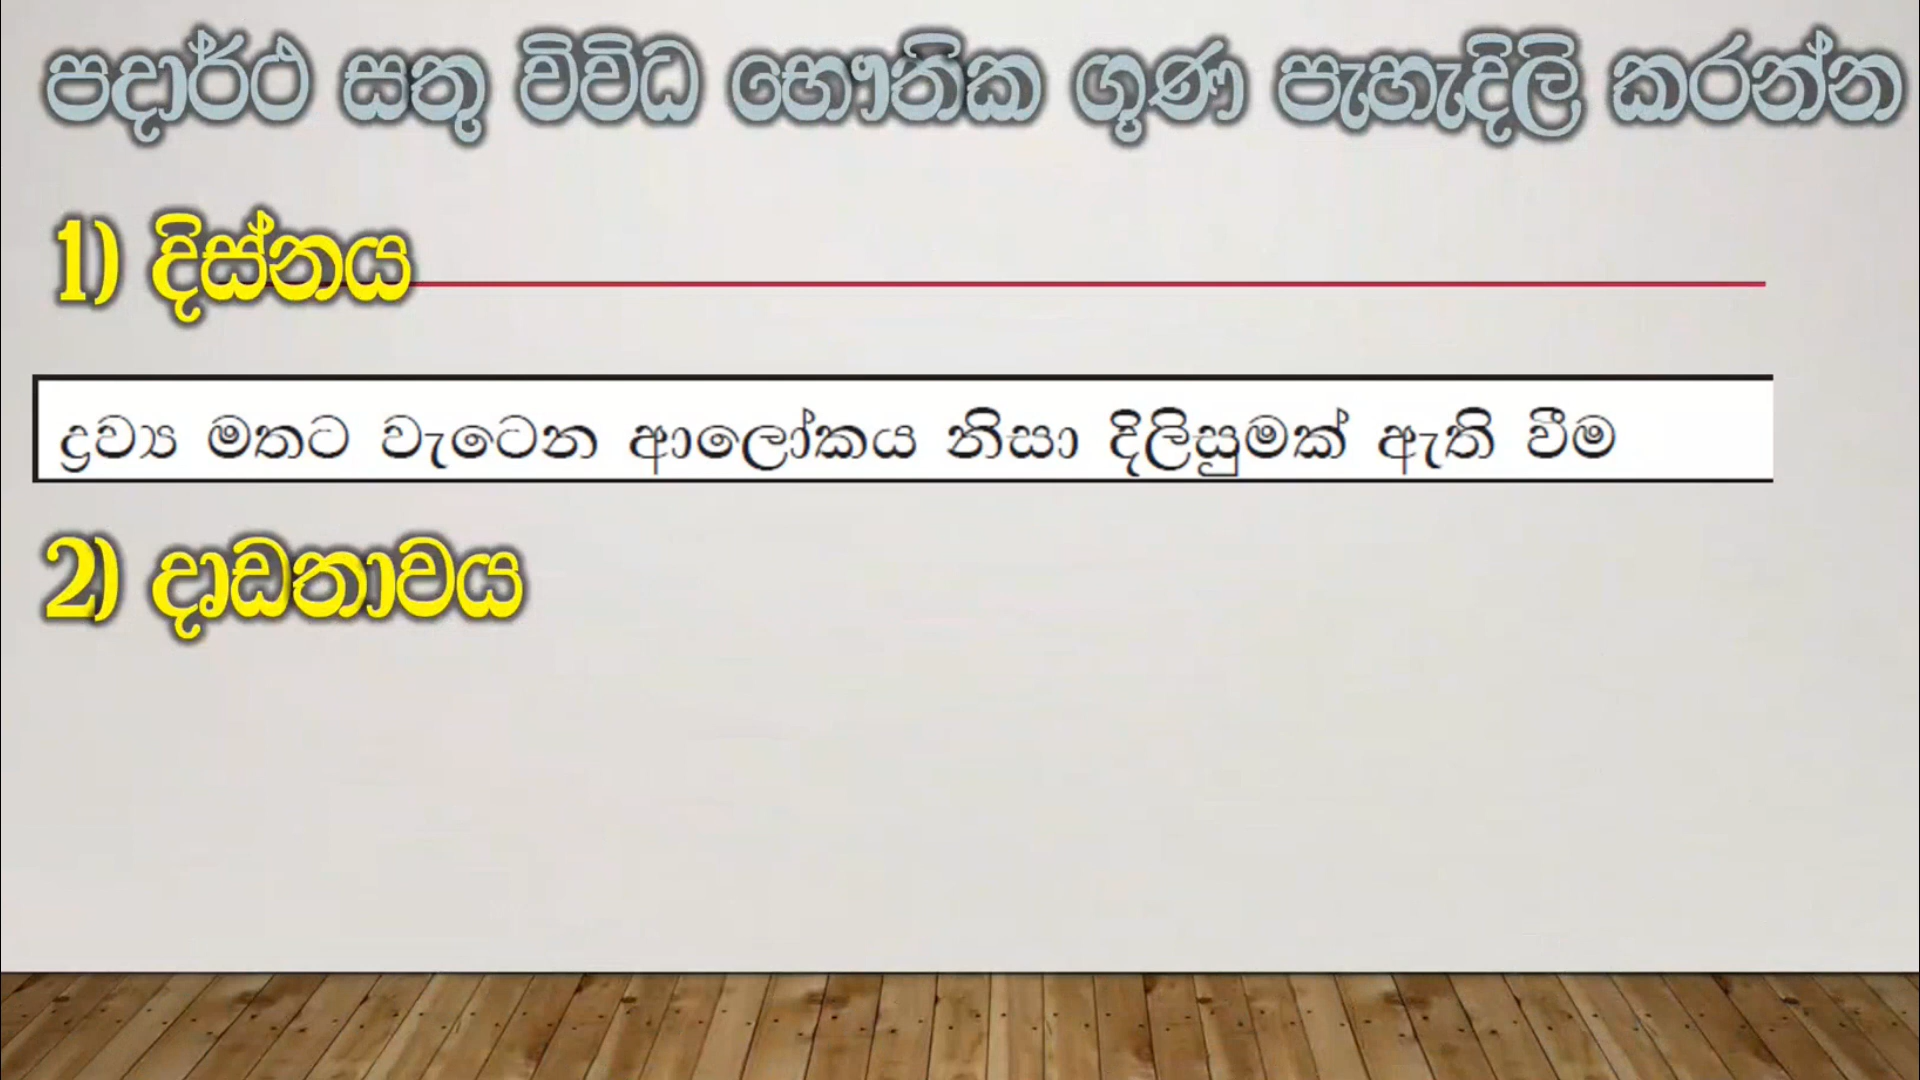 පදාර්ථ සතු විවිධ භෞතික ගුණ පැහැදිලි කරන්න
1) දිස්නය
ද්‍රව්‍ය මතට වැටෙන ආලෝකය නිසා දිලිසුමක් ඇති වීම
2) දෘඩතාවය